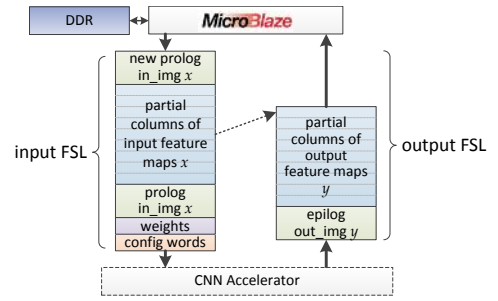 DDR
MicroBlaze
new prolog
in_img x
partial
columns of
input feature
maps x
prolog
in_img x
weights
config words
input FSL
partial
columns of
output
feature maps
y
epilog
out_img y
output FSL
CNN Accelerator